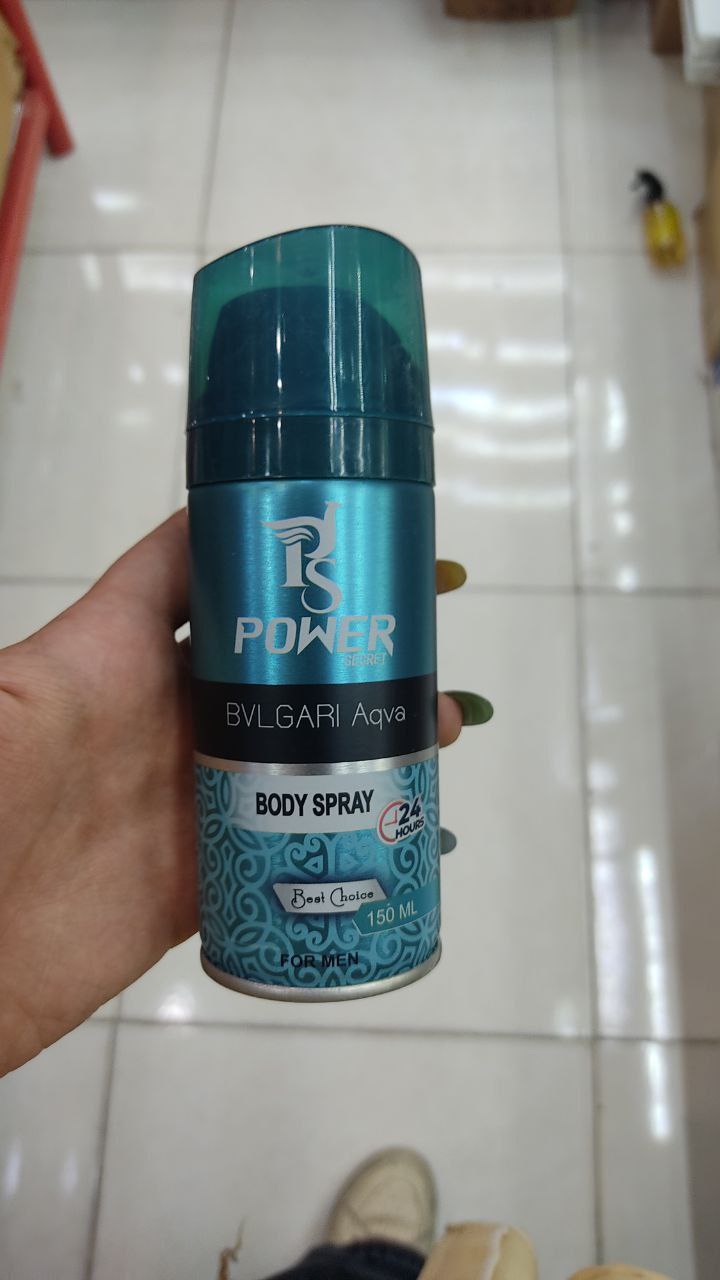 PS
POWER
SECRET
BVLGARI Aqva
BODY SPRAY
24
HOURS
Best Choice
150 ML
FOR MEN